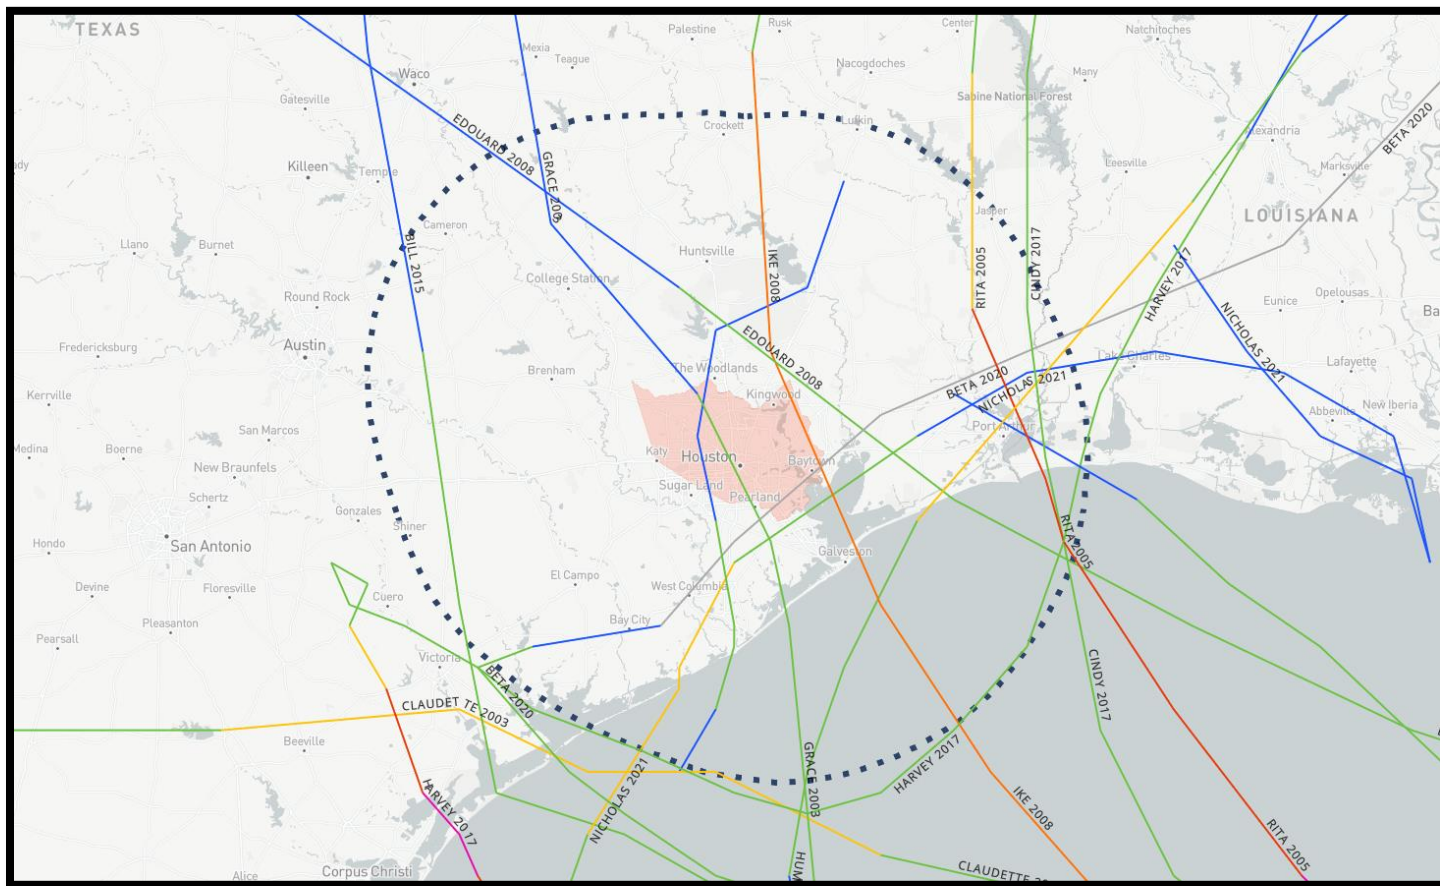 TEXAS
Mexia
Teague
Palestine
Rusk
Center
Natchitoches
Waco
Nacogdoches
Many
Gatesville
Sabine National Forest
EDOUARD 2008
Crockett
Lufkin
Alexandria
BETA 2020
Killeen
Temple
GRACE 200
Leesville
Marksville
Jasper
LOUISIANA
Cameron
Llano
Burnet
BILL 2015
Huntsville
IKE 2008
RITA 2005
CINDY 2017
HARVEY 2017
College Station
Round Rock
Eunice
Opelousas
NICHOLAS 2021
Ba
Fredericksburg
Austin
EDOUARD 2008
Lake Charles
Lafayette
Brenham
The Woodlands
BETA 2020
NICHOLAS 2021
Kerrville
Kingwood
Abbeville
New Iberia
San Marcos
Port Arthur
Medina
Boerne
Katy
Houston
Baytown
New Braunfels
Sugar Land
Pearland
Schertz
Gonzales
Shiner
RITA 2005
Hondo
San Antonio
Galveston
El Campo
Devine
Floresville
Cuero
West Columbia
Pleasanton
Bay City
Pearsall
Victoria
BETA 2020
CINDY 2017
CLAUDET TE 2003
Beeville
GRACE 2003
HARVEY 2017
NICHOLAS 2021
HARVEY 2017
IKE 2008
RITA 2005
HUM
CLAUDETTE
Alice
Corpus Christi